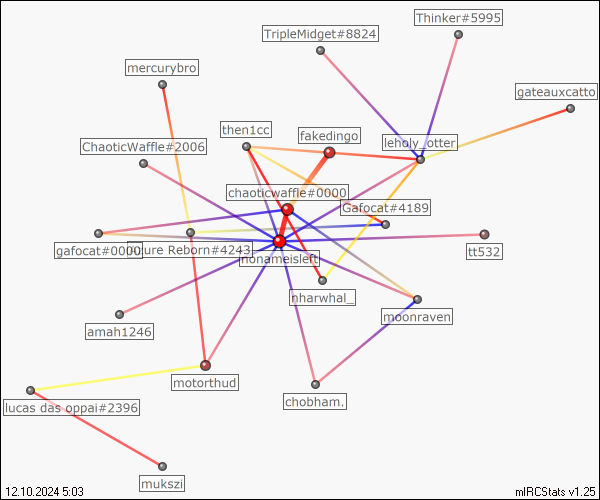 Thinker#5995
TripleMidget#8824
mercurybro
gateauxcatto
then1cc
fakedingo
ChaoticWaffle#2006
leholy_otter
chaoticwaffle#0000
Gafocat#4189
gafocat#0000
ure Reborn#4243
tt532
nonameisleft
nharwhal_
moonraven
amah1246
motorthud
lucas das oppai#2396
chobham.
mukszi
12.10.2024 5:03
mIRCStats v1.25